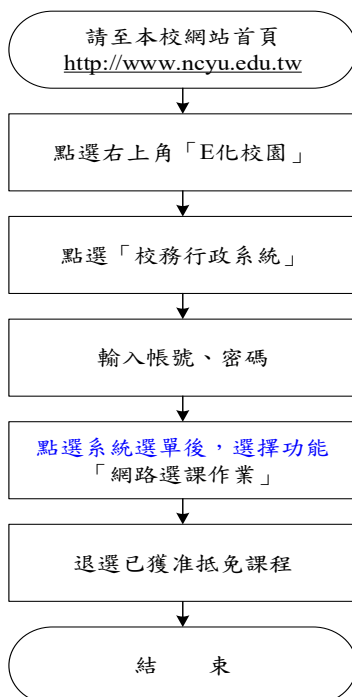 請至本校網站首頁
http://www.ncyu.edu.tw
點選右上角「E化校園」
點選「校務行政系統」
輸入帳號、密碼
點選系統選單後，選擇功能
「網路選課作業」
退選已獲准抵免課程
結　　束